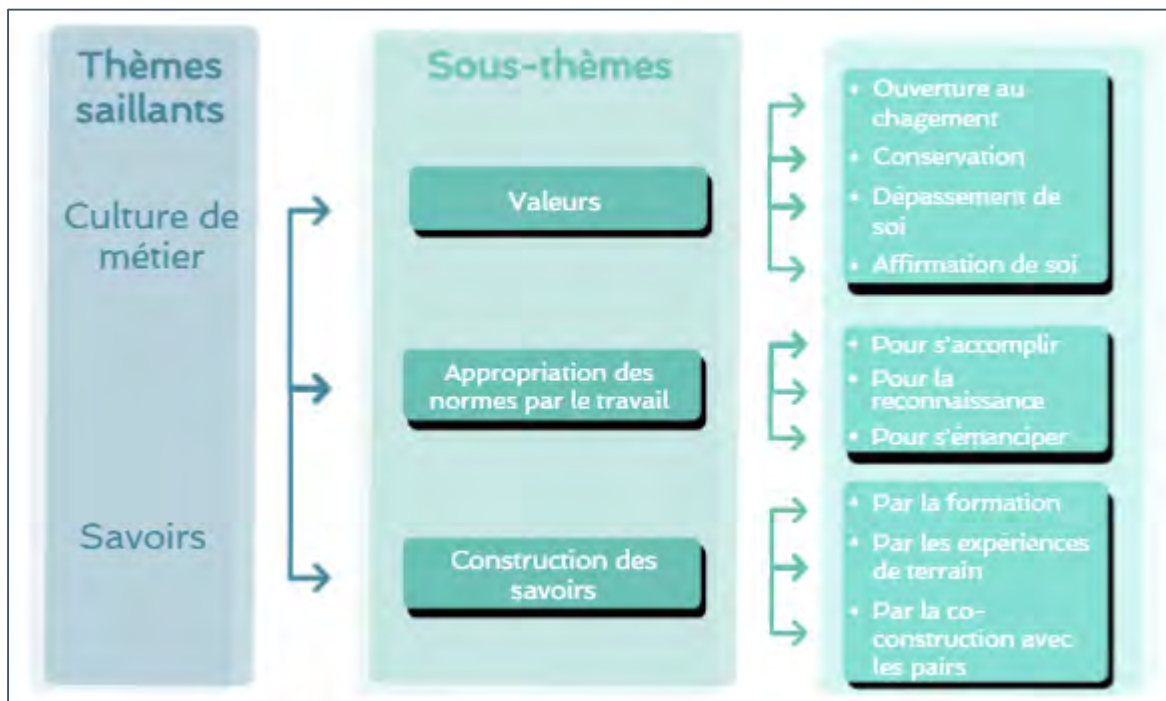 Thèmes
saillants
Culture de
métier
Savoirs
Sous-thèmes
Valeurs
Appropriation des
normes par le travail
Construction des
savoirs
• Ouverture au
chagement
• Conservation
• Dépassement de
soi
• Affirmation de soi
• Pour s'accomplir
• Pour la
reconnaissance
• Pour s'émanciper
• Par la formation
• Par les expériences
de terrain
• Par la co-
construction avec
les pairs